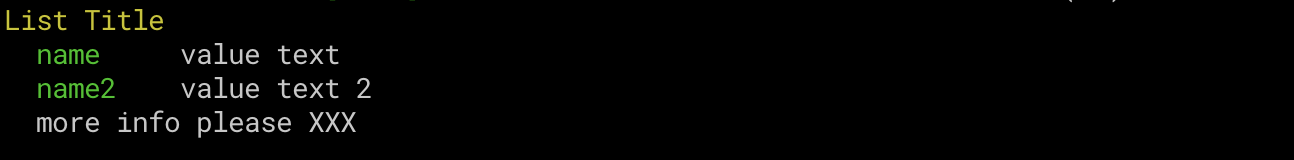 List Title
name value text
name2 value text 2
more info please XXX